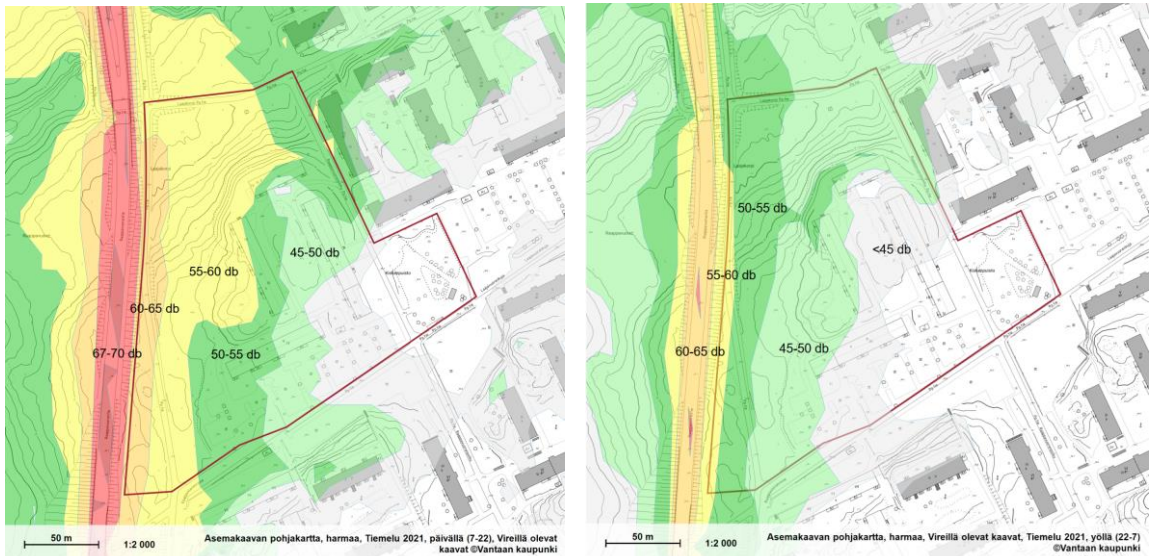 45-50 db
55-60 db
60-65 db
67-70 db
50-55 db
50 m
1:2 000
Asemakaavan pohjakartta, harmaa, Tiemelu 2021, päivällä (7-22), Vireillä olevat
kaavat ©Vantaan kaupunki
50-55 db
<45 db
55-60 db
60-65 db
45-50 db
50 m
1:2 000
Asemakaavan pohjakartta, harmaa, Vireillä olevat kaavat, Tiemelu 2021, yöllä (22-7)
©Vantaan kaupunki